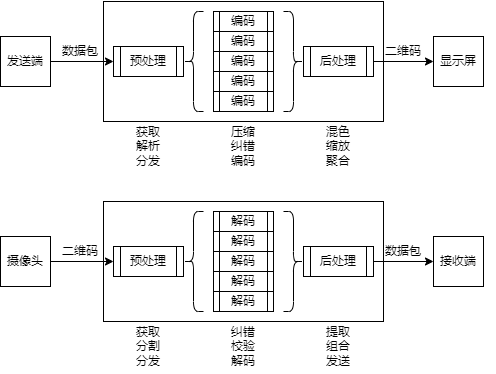 发送端
数据包
预处理
编码
编码
编码
编码
编码
后处理
二维码
显示屏
获取
解析
分发
压缩
纠错
编码
混色
缩放
聚合
摄像头
二维码
预处理
解码
解码
解码
解码
解码
后处理
数据包
接收端
获取
分割
分发
纠错
校验
解码
提取
组合
发送